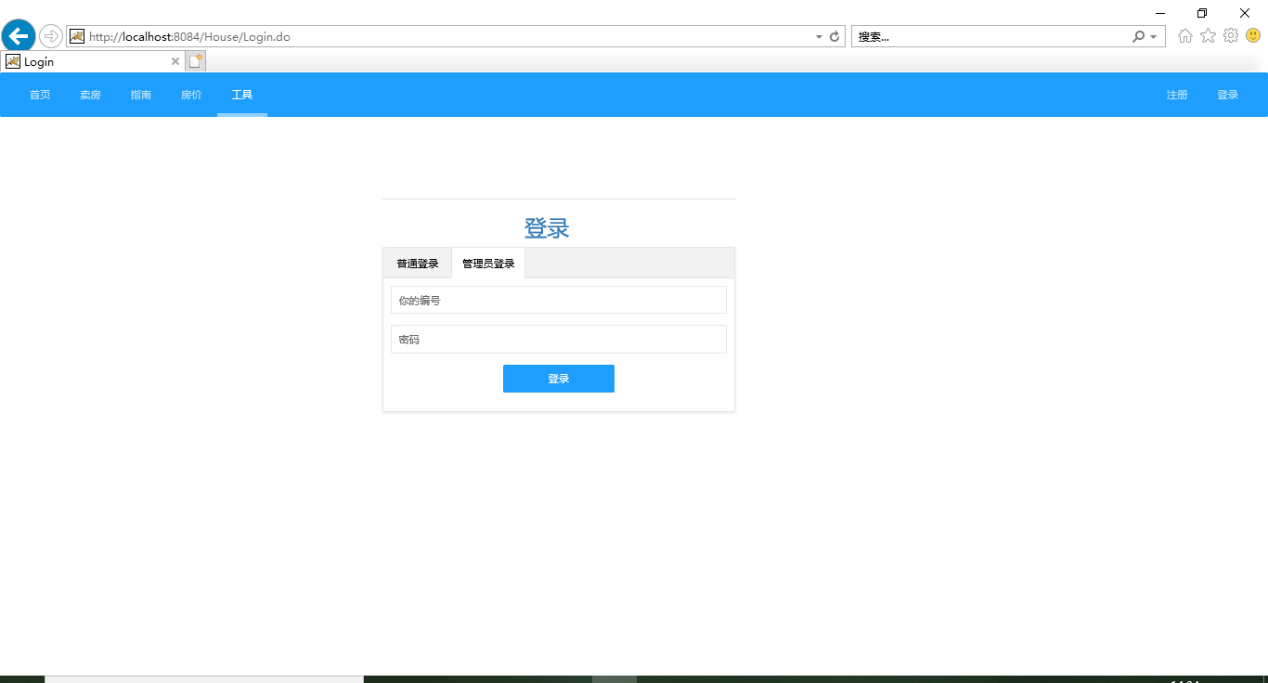 http://localhost:8084/House/Login.do
搜索...
Login
首页 卖房 指南 房价 工具 注册 登录
登录
普通登录 管理员登录
你的编号
密码
登录